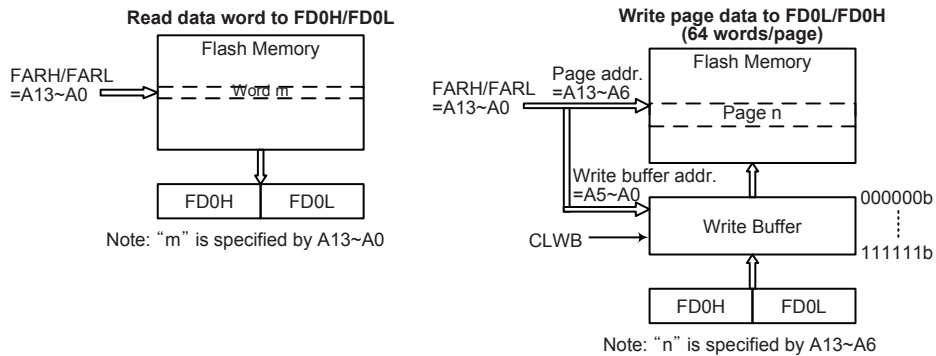 Read data word to FD0H/FD0L
Flash Memory
FARH/FARL
=A13~A0
Word m
FD0H
FD0L
Note: “m” is specified by A13~A0
Write page data to FD0L/FD0H
(64 words/page)
Flash Memory
Page addr.
=A13~A6
FARH/FARL
=A13~A0
Page n
Write buffer addr.
=A5~A0
000000b
Write Buffer
CLWB
111111b
FD0H
FD0L
Note: “n” is specified by A13~A6